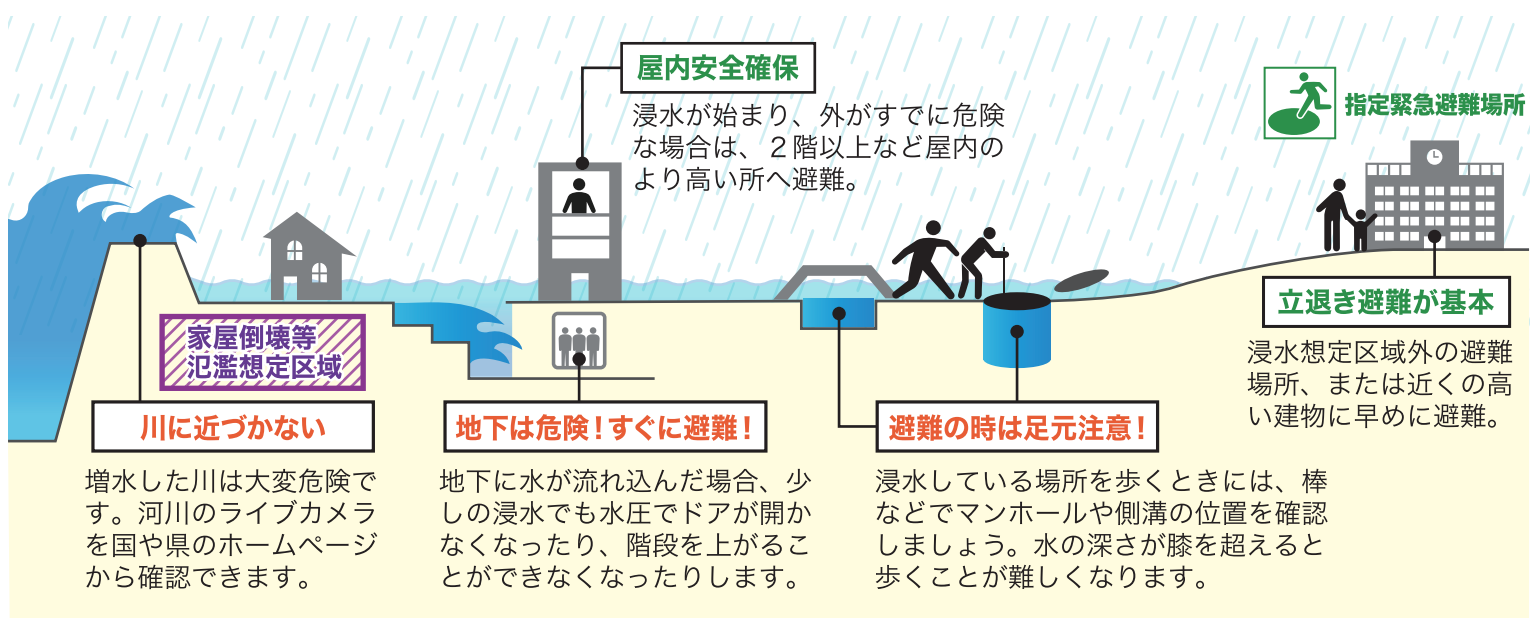 屋内安全確保
浸水が始まり、外がすでに危険
な場合は、２階以上など屋内の
より高い所へ避難。
指定緊急避難場所
立退き避難が基本
浸水想定区域外の避難
場所、または近くの高
い建物に早めに避難。
家屋倒壊等
氾濫想定区域
川に近づかない
増水した川は大変危険で
す。河川のライブカメラ
を国や県のホームページ
から確認できます。
地下は危険！すぐに避難！
地下に水が流れ込んだ場合、少
しの浸水でも水圧でドアが開か
なくなったり、階段を上がるこ
とができなくなったりします。
避難の時は足元注意！
浸水している場所を歩くときには、棒
などでマンホールや側溝の位置を確認
しましょう。水の深さが膝を超えると
歩くことが難しくなります。